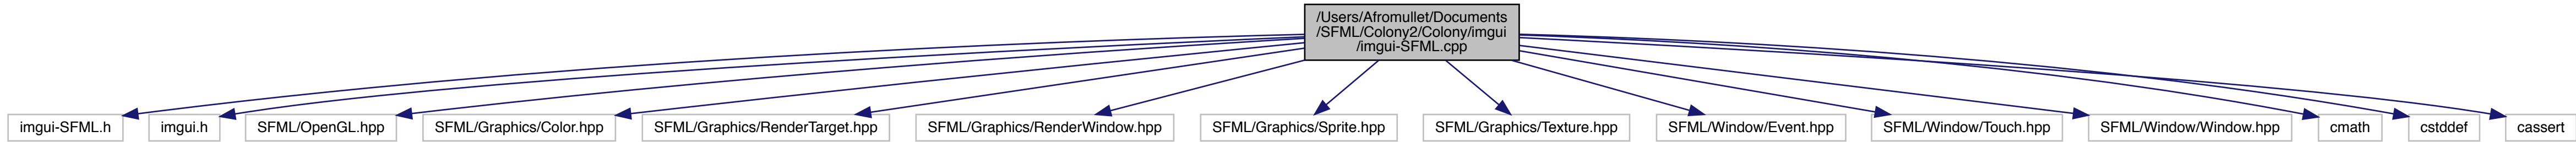 /Users/Afromullet/Documents
/SFML/Colony2/Colony/imgui
/imgui-SFML.cpp
imgui-SFML.h
imgui.h
SFML/OpenGL.hpp
SFML/Graphics/Color.hpp
SFML/Graphics/RenderTarget.hpp
SFML/Graphics/RenderWindow.hpp
SFML/Graphics/Sprite.hpp
SFML/Graphics/Texture.hpp
SFML/Window/Event.hpp
SFML/Window/Touch.hpp
SFML/Window/Window.hpp
cmath
cstddef
cassert